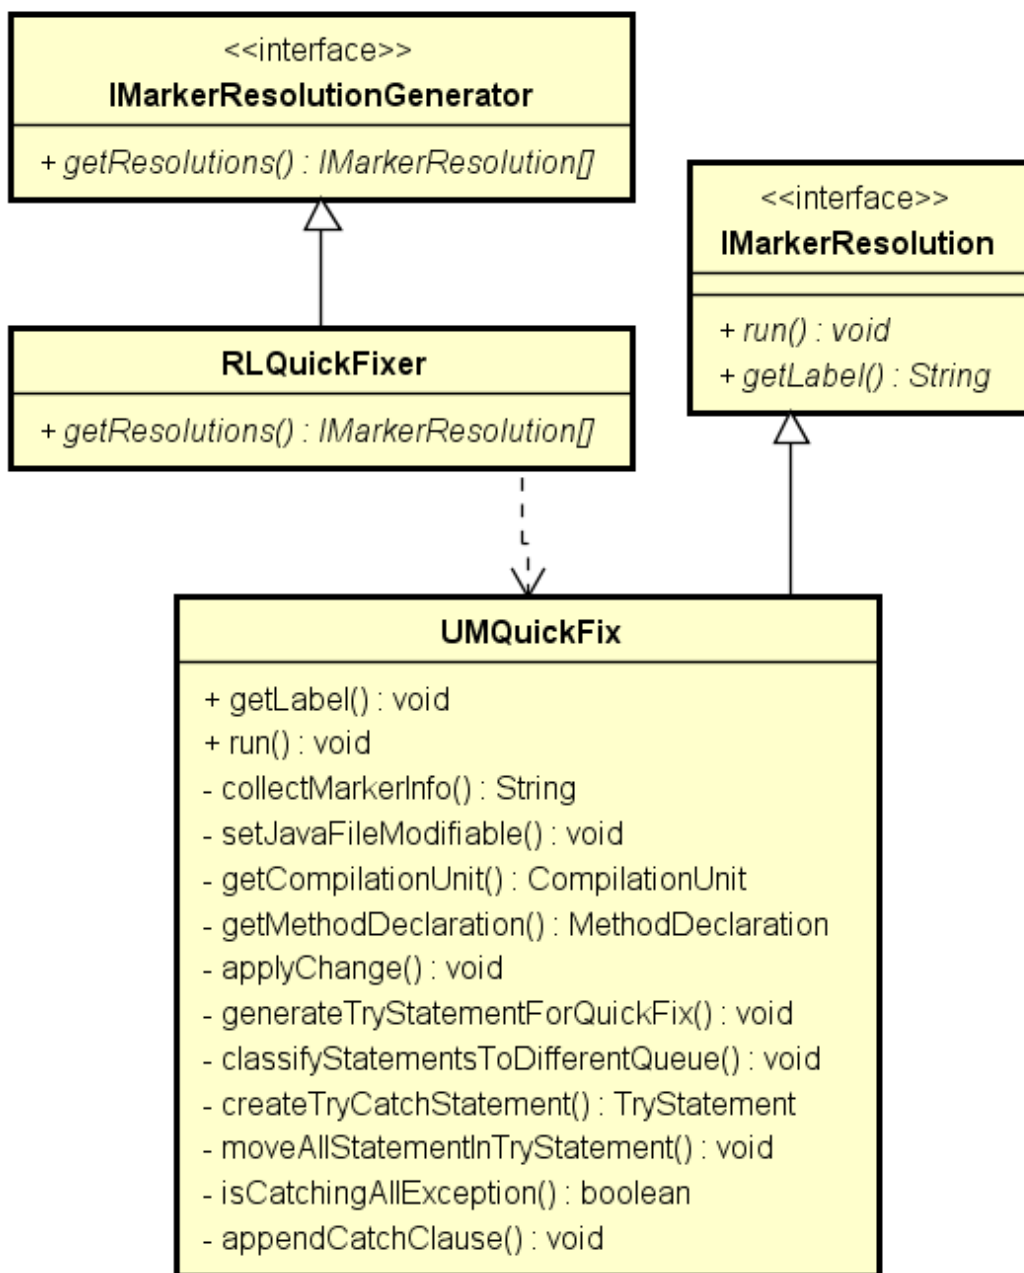 <<interface>>
IMarkerResolutionGenerator
+ getResolutions() : IMarkerResolution[]
<<interface>>
IMarkerResolution
+ run() : void
+ getLabel() : String
RLQuickFixer
+ getResolutions() : IMarkerResolution[]
UMQuickFix
+ getLabel() : void
+ run() : void
- collectMarkerInfo() : String
- setJavaFileModifiable() : void
- getCompilationUnit() : CompilationUnit
- getMethodDeclaration() : MethodDeclaration
- applyChange() : void
- generateTryStatementForQuickFix() : void
- classifyStatementsToDifferentQueue() : void
- createTryCatchStatement() : TryStatement
- moveAllStatementInTryStatement() : void
- isCatchingAllException() : boolean
- appendCatchClause() : void